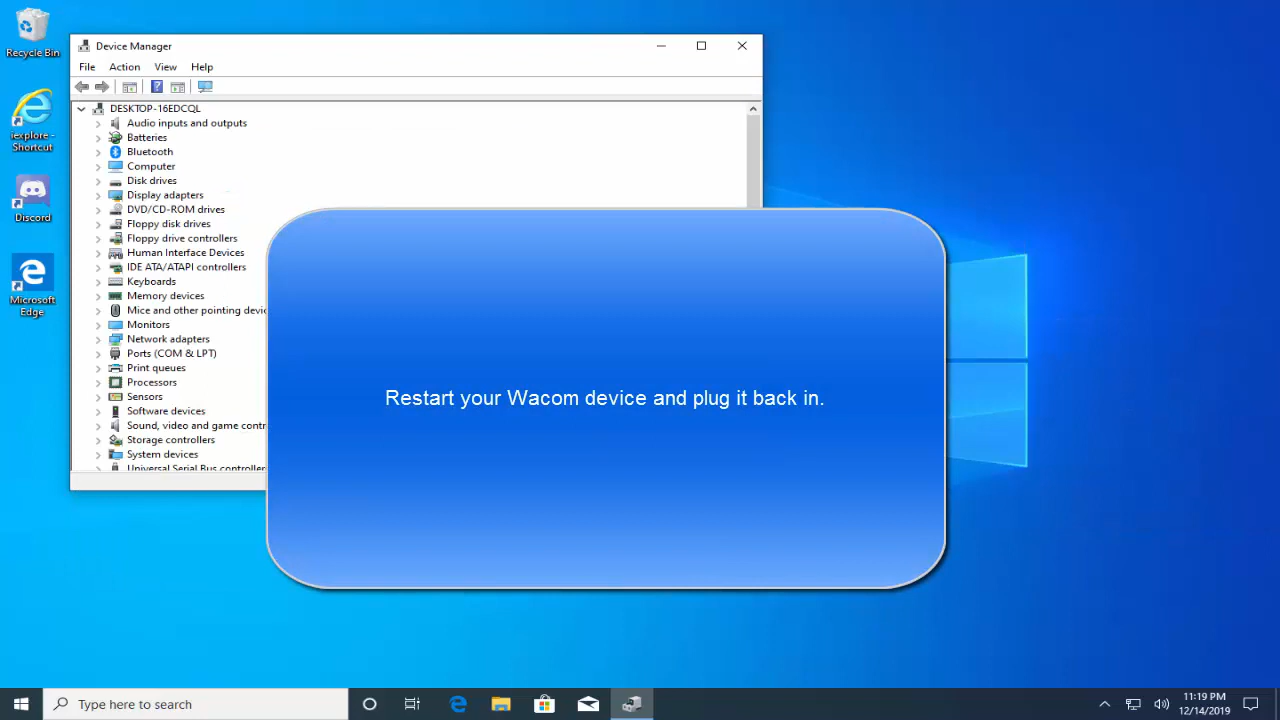 Recycle Bin
iexplore -
Shortcut
Discord
Microsoft
Edge
Device Manager
File Action View Help
DESKTOP-16EDCQL
Audio inputs and outputs
Batteries
Bluetooth
Computer
Disk drives
Display adapters
DVD/CD-ROM drives
Floppy disk drives
Floppy drive controllers
Human Interface Devices
IDE ATA/ATAPI controllers
Keyboards
Memory devices
Mice and other pointing devic
Monitors
Network adapters
Ports (COM & LPT)
Print queues
Processors
Sensors
Software devices
Sound, video and game contr
Storage controllers
System devices
Universal Serial Bus controller
Restart your Wacom device and plug it back in.
Type here to search
11:19 PM
12/14/2019